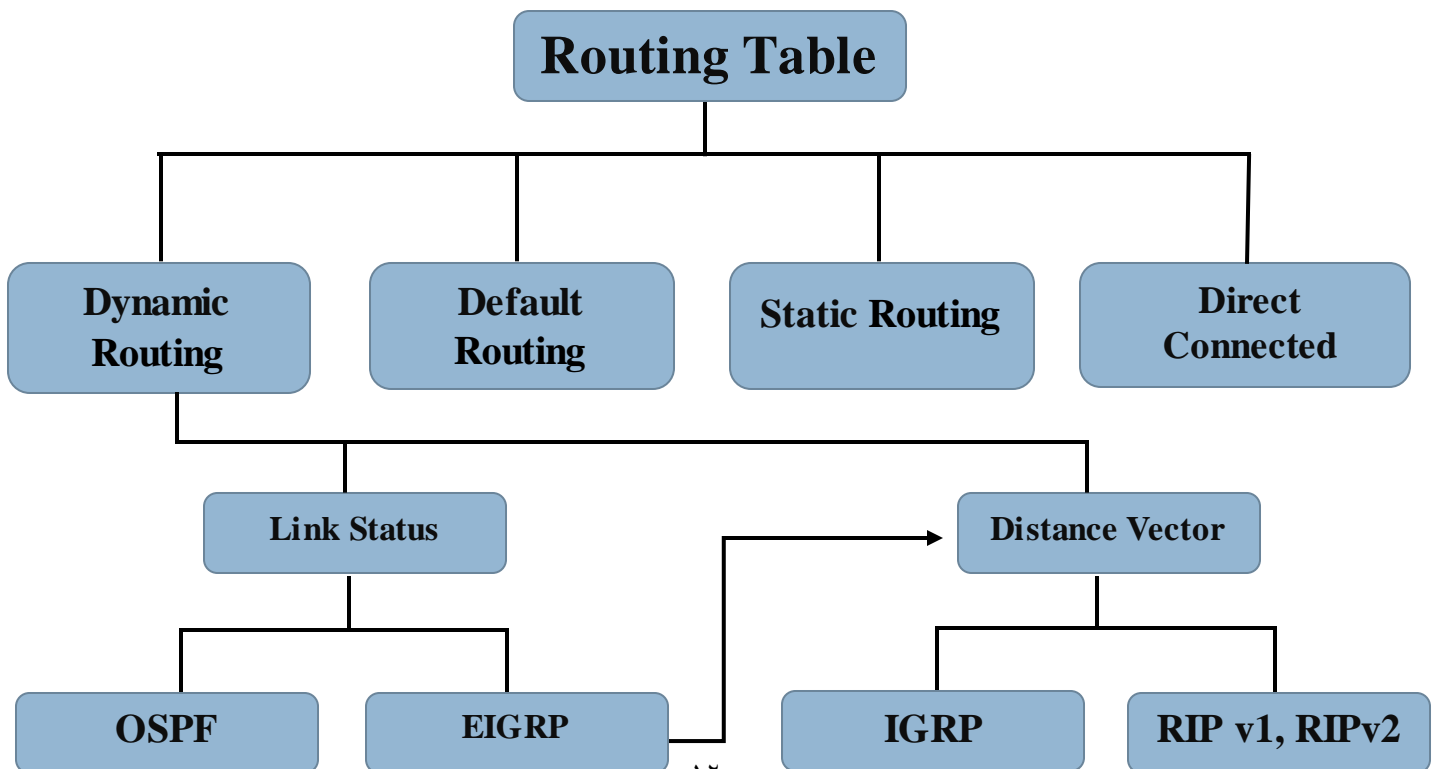 Routing Table
Dynamic
Routing
Default
Routing
Static Routing
Direct
Connected
Link Status
Distance Vector
OSPF
EIGRP
IGRP
RIP v1, RIPv2